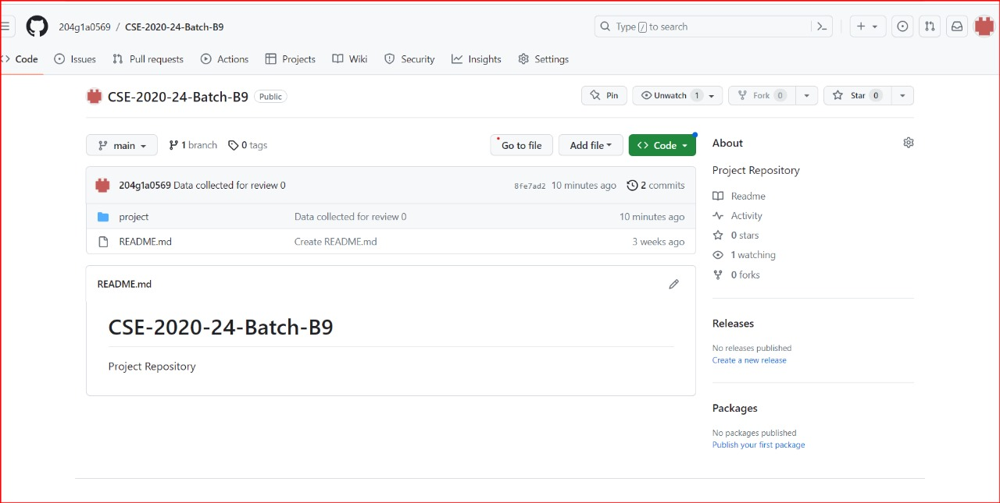 204g1a0569 / CSE-2020-24-Batch-B9
Type / to search
Code Issues Pull requests Actions Projects Wiki Security Insights Settings
CSE-2020-24-Batch-B9 Public
Pin Unwatch 1 Fork 0 Star 0
main 1 branch 0 tags
Go to file Add file Code
204g1a0569 Data collected for review 0 8fe7ad2 10 minutes ago 2 commits
project Data collected for review 0 10 minutes ago
README.md Create README.md 3 weeks ago
README.md
CSE-2020-24-Batch-B9
Project Repository
About
Project Repository
Readme
Activity
0 stars
1 watching
0 forks
Releases
No releases published
Create a new release
Packages
No packages published
Publish your first package